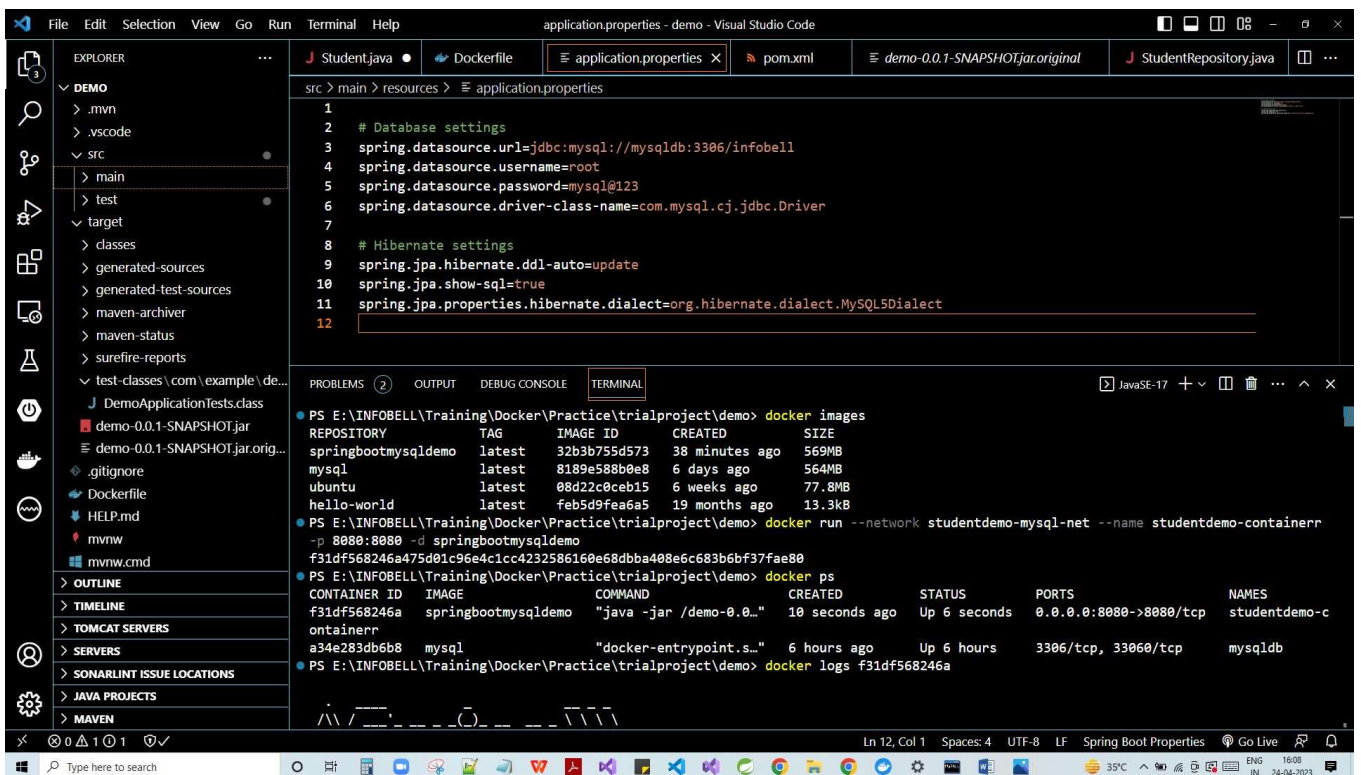 File Edit Selection View Go Run Terminal Help
application.properties - demo - Visual Studio Code
EXPLORER
Student.java
Dockerfile
application.properties
pom.xml
demo-0.0.1-SNAPSHOT.jar.original
StudentRepository.java
3
DEMO
.mvn
.vscode
src
main
test
target
classes
generated-sources
generated-test-sources
maven-archiver
maven-status
surefire-reports
test-classes\com\example\de...
DemoApplicationTests.class
demo-0.0.1-SNAPSHOT.jar
demo-0.0.1-SNAPSHOT.jar.orig...
.gitignore
Dockerfile
HELP.md
mvnw
mvnw.cmd
OUTLINE
TIMELINE
TOMCAT SERVERS
SERVERS
SONARLINT ISSUE LOCATIONS
JAVA PROJECTS
MAVEN
src > main > resources > application.properties
1
2 # Database settings
3 spring.datasource.url=jdbc:mysql://mysqldb:3306/infobell
4 spring.datasource.username=root
5 spring.datasource.password=mysql@123
6 spring.datasource.driver-class-name=com.mysql.cj.jdbc.Driver
7
8 # Hibernate settings
9 spring.jpa.hibernate.ddl-auto=update
10 spring.jpa.show-sql=true
11 spring.jpa.properties.hibernate.dialect=org.hibernate.dialect.MySQL5Dialect
12
PROBLEMS 2 OUTPUT DEBUG CONSOLE TERMINAL
JavaSE-17
PS E:\INFOBELL\Training\Docker\Practice\trialproject\demo> docker images
REPOSITORY TAG IMAGE ID CREATED SIZE
springbootmysqldemo latest 32b3b755d573 38 minutes ago 569MB
mysql latest 8189e588b0e8 6 days ago 564MB
ubuntu latest 08d22c0ceb15 6 weeks ago 77.8MB
hello-world latest feb5d9fea6a5 19 months ago 13.3kB
PS E:\INFOBELL\Training\Docker\Practice\trialproject\demo> docker run --network studentdemo-mysql-net --name studentdemo-containerr
-p 8080:8080 -d springbootmysqldemo
f31df568246a475d01c96e4c1cc4232586160e68dbba408e6c683b6bf37fae80
PS E:\INFOBELL\Training\Docker\Practice\trialproject\demo> docker ps
CONTAINER ID IMAGE COMMAND CREATED STATUS PORTS NAMES
f31df568246a springbootmysqldemo "java -jar /demo-0.0…" 10 seconds ago Up 6 seconds 0.0.0.0:8080->8080/tcp studentdemo-c
ontainerr
a34e283db6b8 mysql "docker-entrypoint.s…" 6 hours ago Up 6 hours 3306/tcp, 33060/tcp mysqldb
PS E:\INFOBELL\Training\Docker\Practice\trialproject\demo> docker logs f31df568246a
0 1 1
Ln 12, Col 1 Spaces: 4 UTF-8 LF Spring Boot Properties Go Live
Type here to search
35°C
ENG
IN
16:08
24-04-2023